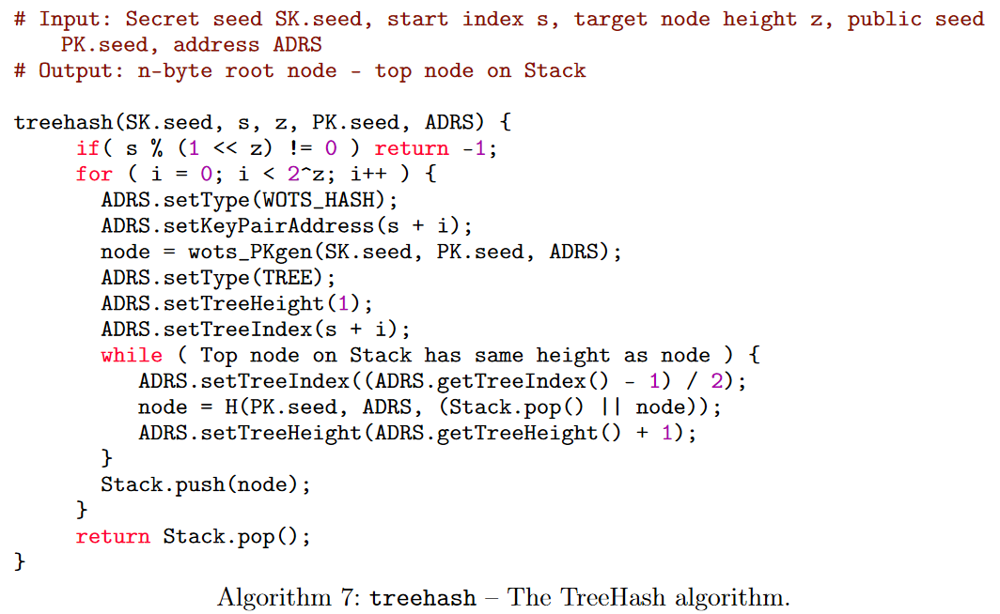 # Input: Secret seed SK.seed, start index s, target node height z, public seed
PK.seed, address ADRS
# Output: n-byte root node - top node on Stack
treehash(SK.seed, s, z, PK.seed, ADRS) {
if( s % (1 << z) != 0 ) return -1;
for ( i = 0; i < 2^z; i++ ) {
ADRS.setType(WOTS_HASH);
ADRS.setKeyPairAddress(s + i);
node = wots_PKgen(SK.seed, PK.seed, ADRS);
ADRS.setType(TREE);
ADRS.setTreeHeight(1);
ADRS.setTreeIndex(s + i);
while ( Top node on Stack has same height as node ) {
ADRS.setTreeIndex((ADRS.getTreeIndex() - 1) / 2);
node = H(PK.seed, ADRS, (Stack.pop() || node));
ADRS.setTreeHeight(ADRS.getTreeHeight() + 1);
}
Stack.push(node);
}
return Stack.pop();
}
Algorithm 7: treehash – The TreeHash algorithm.